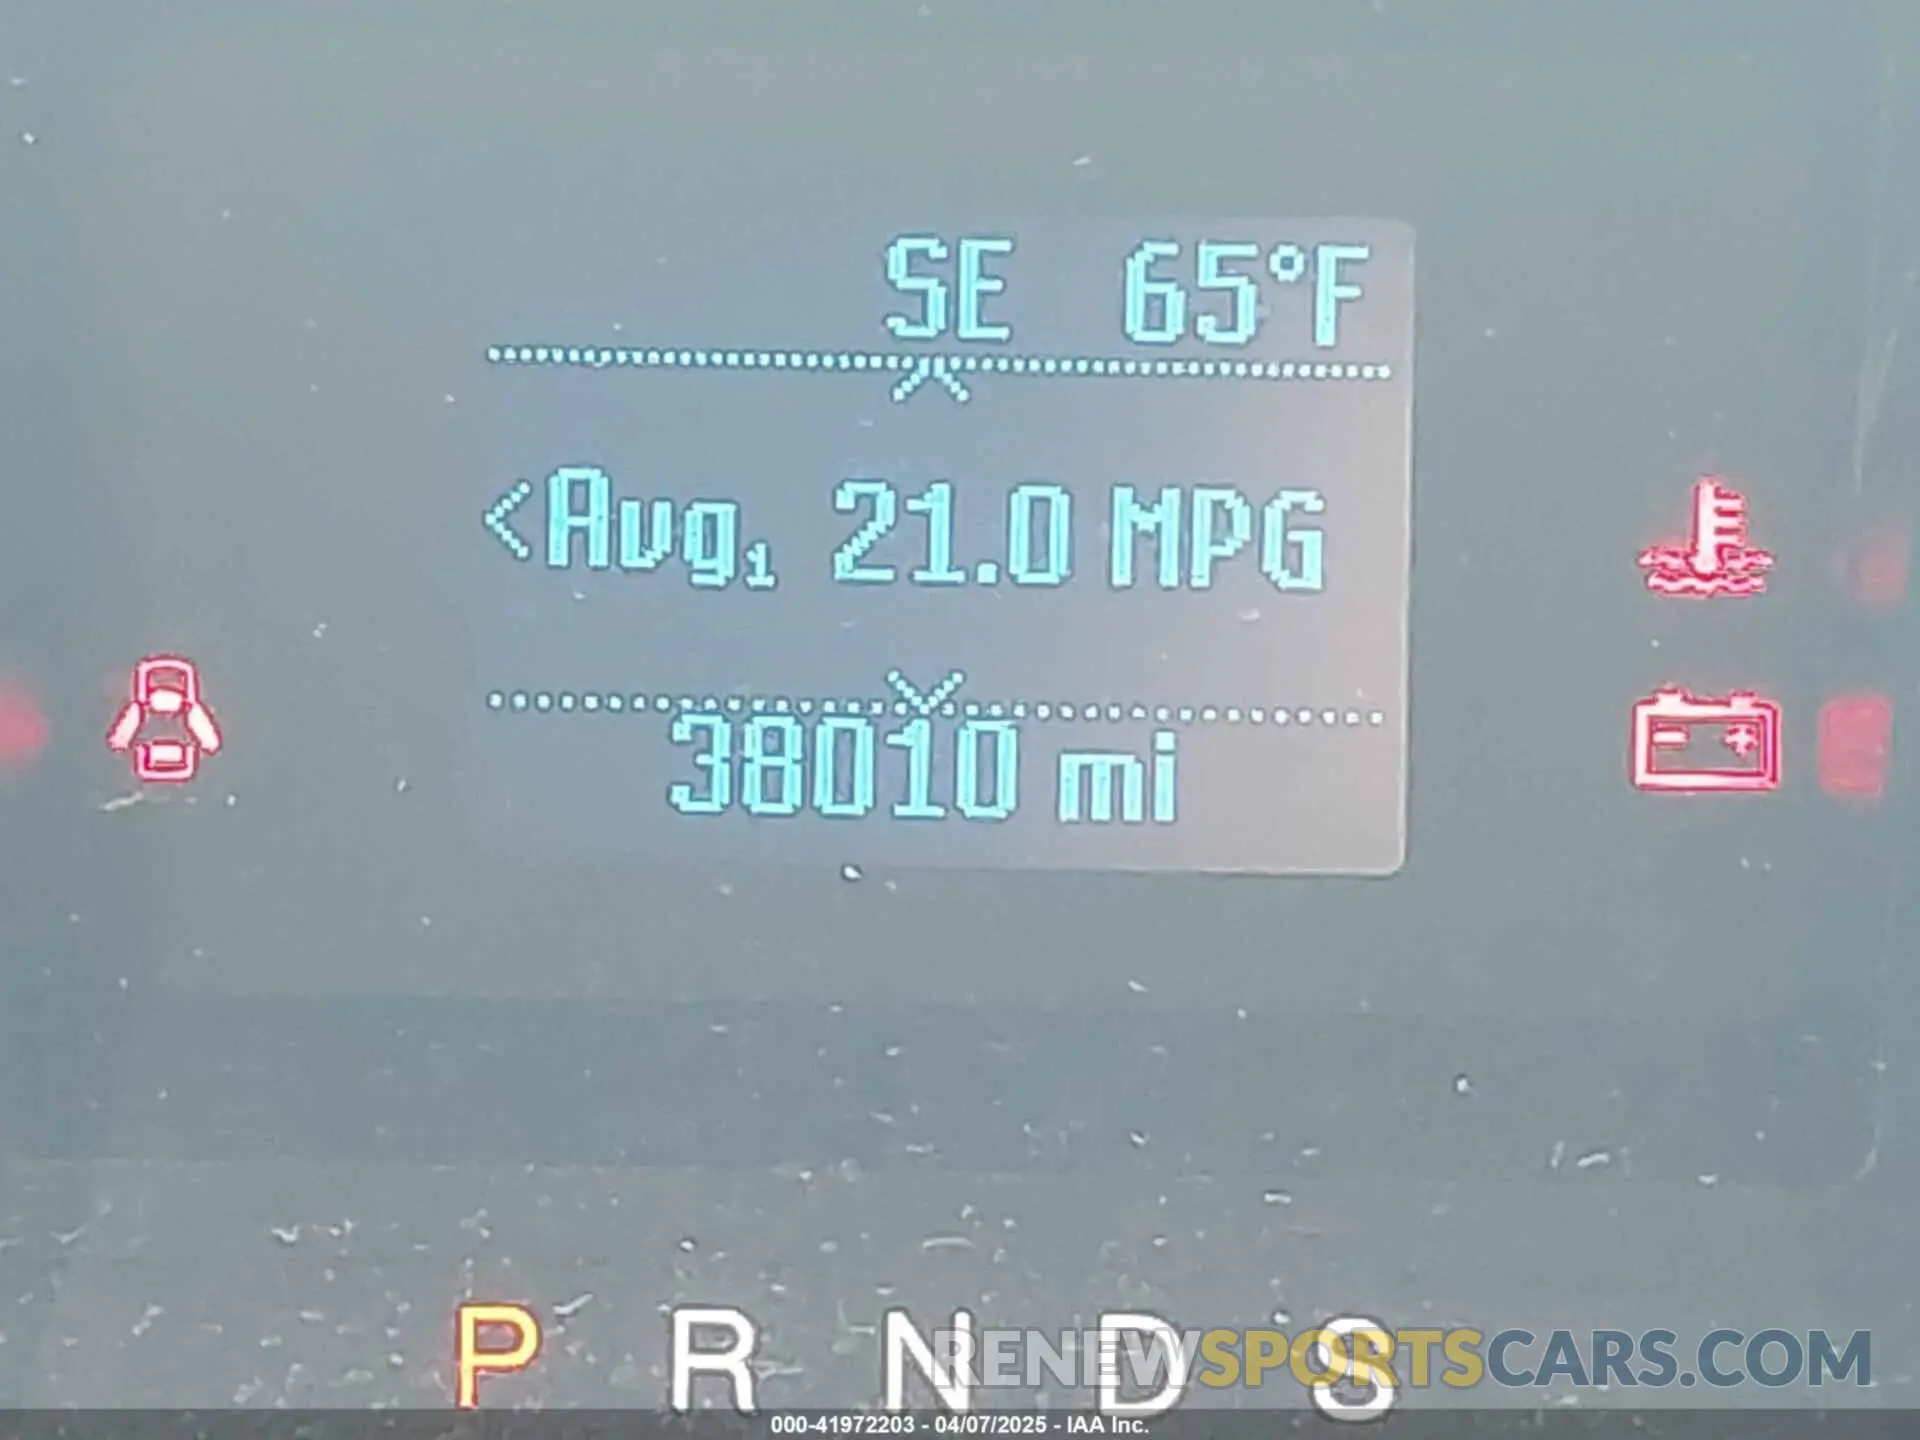 SE 65°F
<Avg₁ 21.0 MPG
38010 mi
P R N D S
RENEWSPORTSCARS.COM
000-41972203 - 04/07/2025 - IAA Inc.